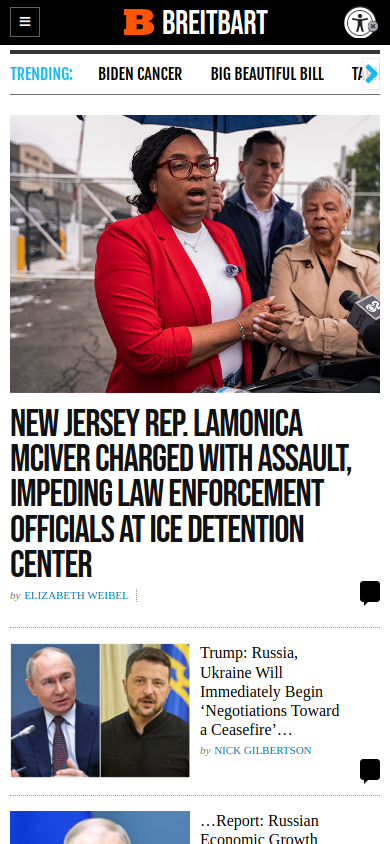 B BREITBART
TRENDING:
BIDEN CANCER
BIG BEAUTIFUL BILL
NEW JERSEY REP. LAMONICA
MCIVER CHARGED WITH ASSAULT,
IMPEDING LAW ENFORCEMENT
OFFICIALS AT ICE DETENTION
CENTER
by ELIZABETH WEIBEL
Trump: Russia,
Ukraine Will
Immediately Begin
‘Negotiations Toward
a Ceasefire’…
by NICK GILBERTSON
…Report: Russian
Economic Growth